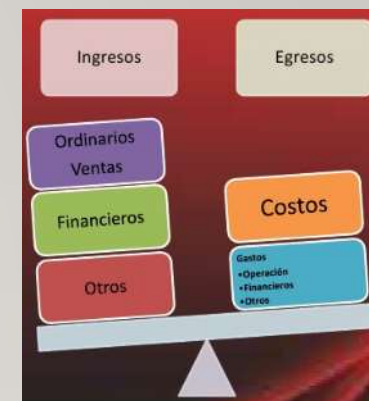 Ingresos
Egresos
Ordinarios
Ventas
Financieros
Otros
Costos
Gastos
•Operación
•Financieros
•Otros